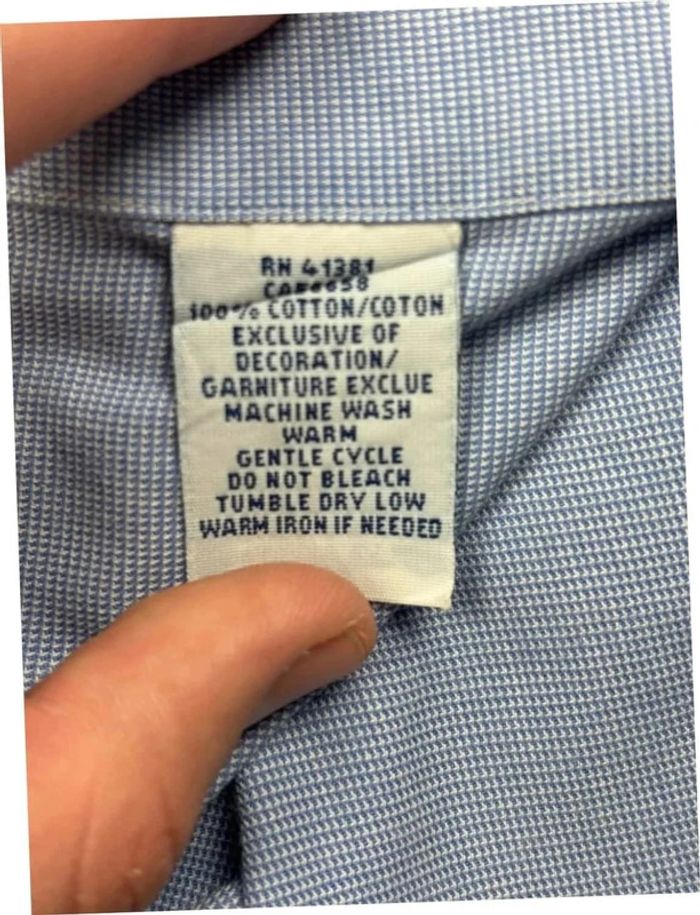 RN 41381
100% COTTON/COTON
EXCLUSIVE OF
DECORATION/
GARNITURE EXCLUE
MACHINE WASH
WARM
GENTLE CYCLE
DO NOT BLEACH
TUMBLE DRY LOW
WARM IRON IF NEEDED